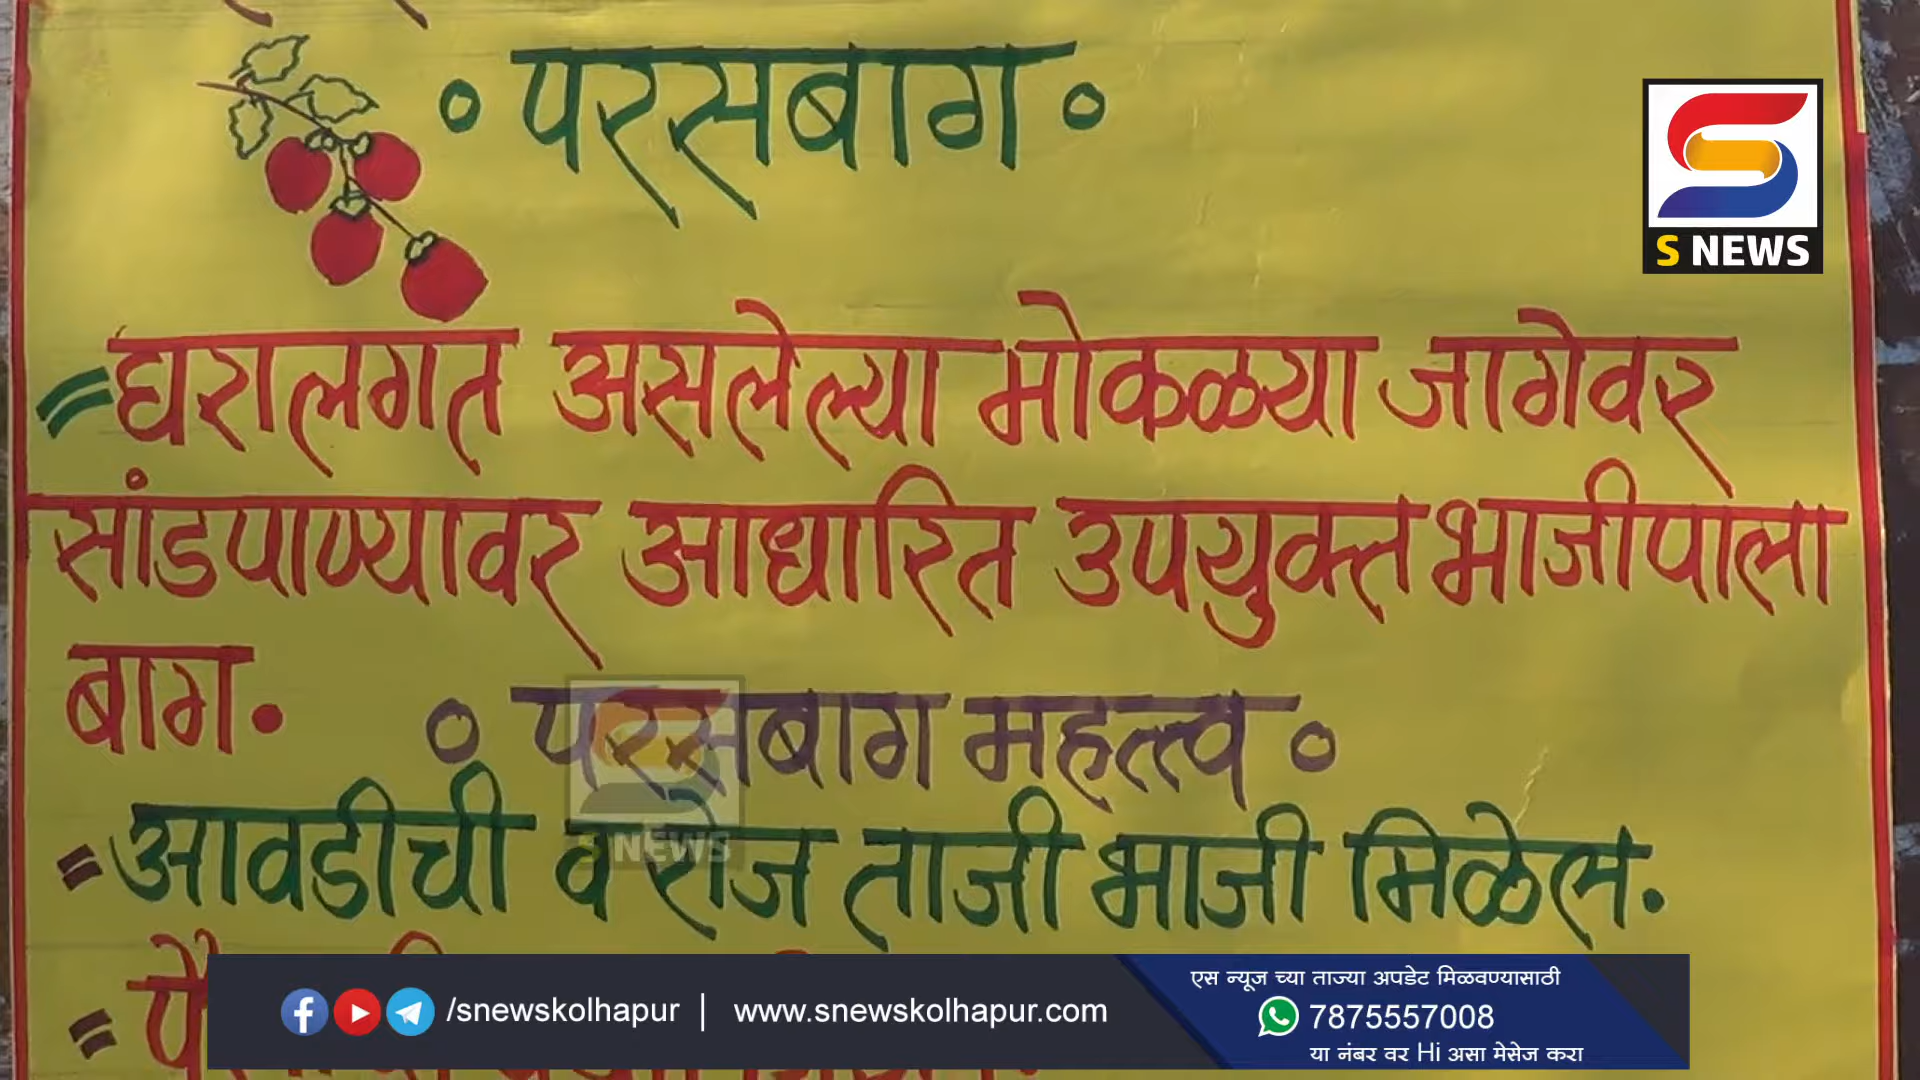 ॰ परसबाग ॰
S NEWS
= घरालगत असलेल्या मोकळ्या जागेवर
सांडपाण्यावर आधारित उपयुक्त भाजीपाला
बाग.
॰ परसबाग महत्त्व ॰
S NEWS
= आवडीची व रोज ताजी भाजी मिळेल.
/snewskolhapur | www.snewskolhapur.com
एस न्यूज च्या ताज्या अपडेट मिळवण्यासाठी
7875557008
या नंबर वर Hi असा मेसेज करा